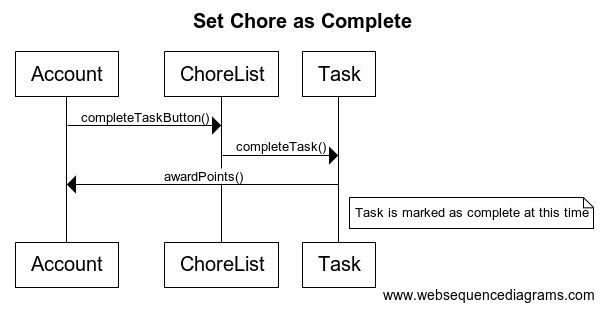 Set Chore as Complete
Account
ChoreList
Task
completeTaskButton()
completeTask()
awardPoints()
Task is marked as complete at this time
Account
ChoreList
Task
www.websequencediagrams.com